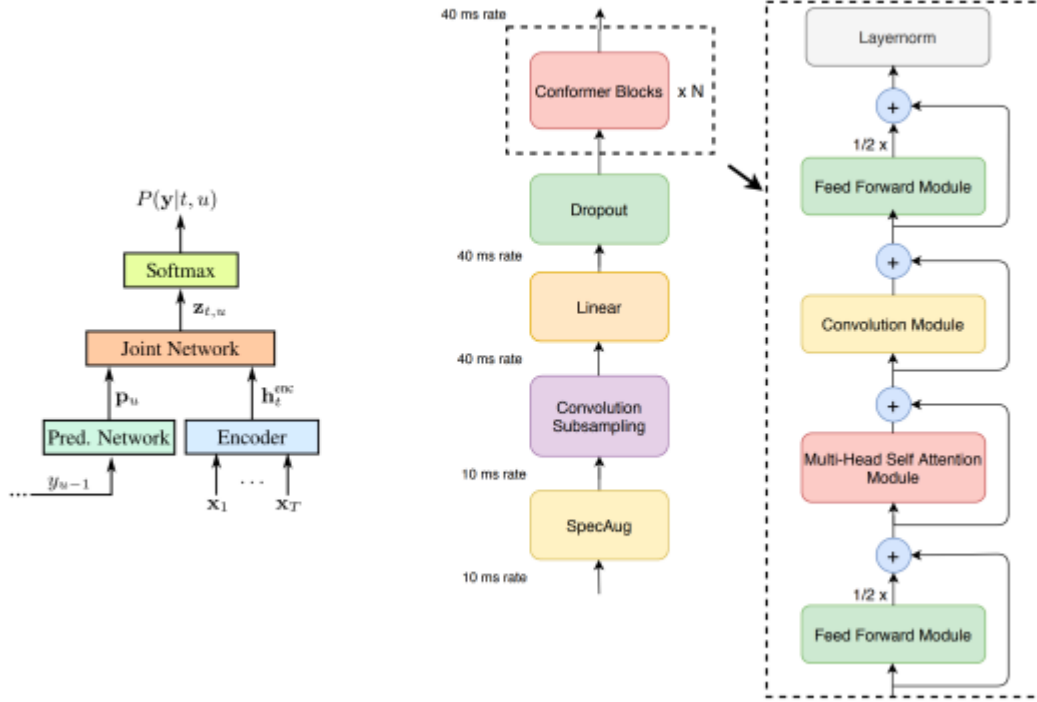 P(y|t, u)
Softmax
z_{t,u}
Joint Network
p_u
h_t^{enc}
Pred. Network
Encoder
y_{u−1}
x_1
···
x_T
40 ms rate
Conformer Blocks
x N
Dropout
40 ms rate
Linear
40 ms rate
Convolution
Subsampling
10 ms rate
SpecAug
10 ms rate
Layernorm
+
1/2 x
Feed Forward Module
+
Convolution Module
+
Multi-Head Self Attention
Module
+
1/2 x
Feed Forward Module